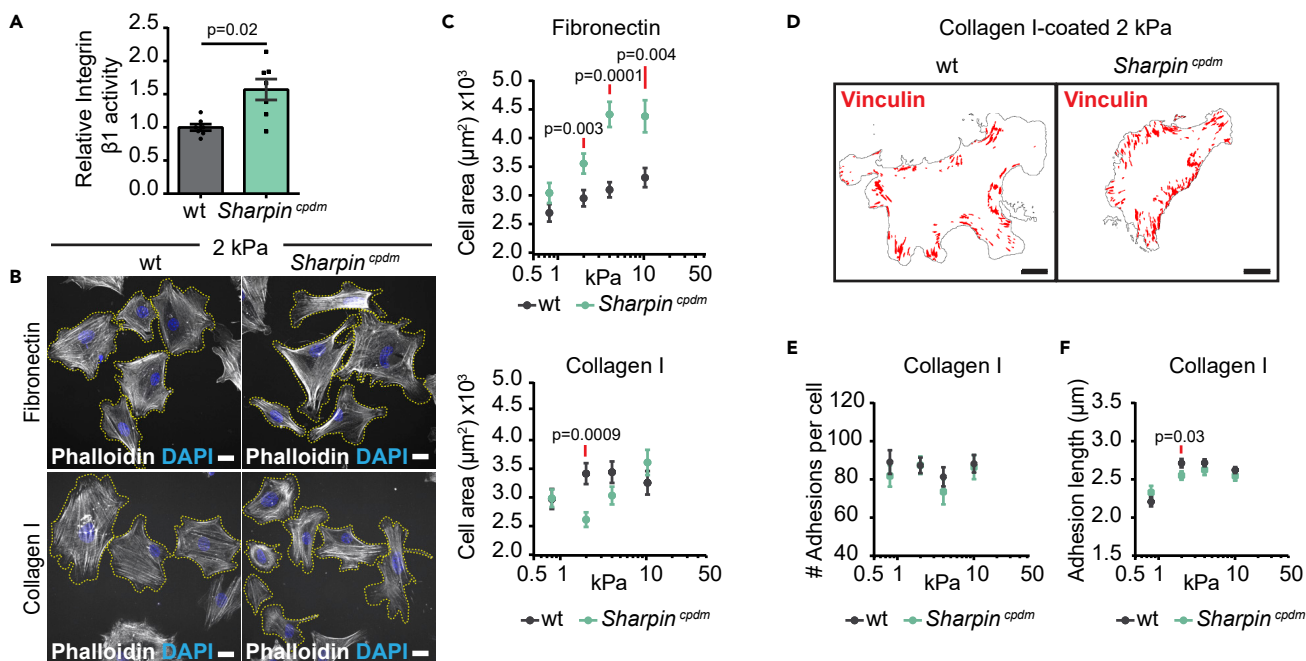 A
Relative Integrin
β1 activity
p=0.02
2.5
2.0
1.5
1.0
0.5
0.0
wt
Sharpin cpdm
2 kPa
B
wt
Sharpin cpdm
Fibronectin
Phalloidin DAPI
Phalloidin DAPI
Collagen I
Phalloidin DAPI
Phalloidin DAPI
C
Fibronectin
Cell area (µm²) x10³
5.0
4.5
4.0
3.5
3.0
2.5
2.0
p=0.003
p=0.0001
p=0.004
0.5 1 10 50
kPa
wt
Sharpin cpdm
Collagen I
Cell area (µm²) x10³
5.0
4.5
4.0
3.5
3.0
2.5
2.0
p=0.0009
0.5 1 10 50
kPa
wt
Sharpin cpdm
D
Collagen I-coated 2 kPa
wt
Sharpin cpdm
Vinculin
Vinculin
E
Collagen I
# Adhesions per cell
120
100
80
60
40
0.5 1 10 50
kPa
wt
Sharpin cpdm
F
Collagen I
Adhesion length (µm)
3.5
3.0
2.5
2.0
1.5
p=0.03
0.5 1 10 50
kPa
wt
Sharpin cpdm